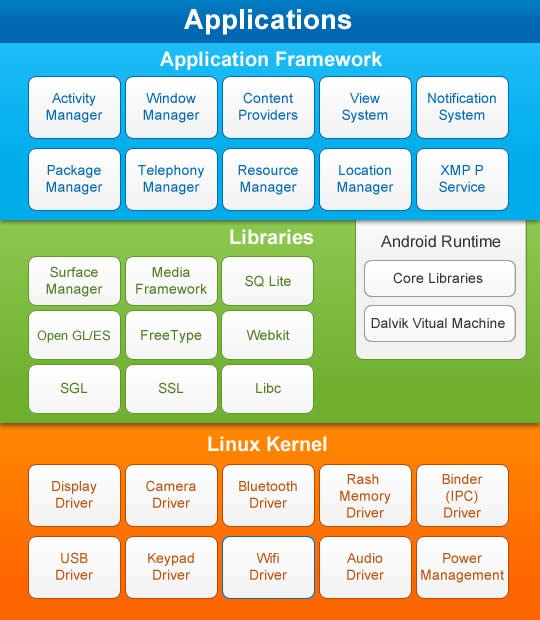 Applications
Application Framework
Activity
Manager
Window
Manager
Content
Providers
View
System
Notification
System
Package
Manager
Telephony
Manager
Resource
Manager
Location
Manager
XMP P
Service
Libraries
Surface
Manager
Media
Framework
SQ Lite
Open GL/ES
FreeType
Webkit
SGL
SSL
Libc
Android Runtime
Core Libraries
Dalvik Vitual Machine
Linux Kernel
Display
Driver
Camera
Driver
Bluetooth
Driver
Rash
Memory
Driver
Binder
(IPC)
Driver
USB
Driver
Keypad
Driver
Wifi
Driver
Audio
Driver
Power
Management